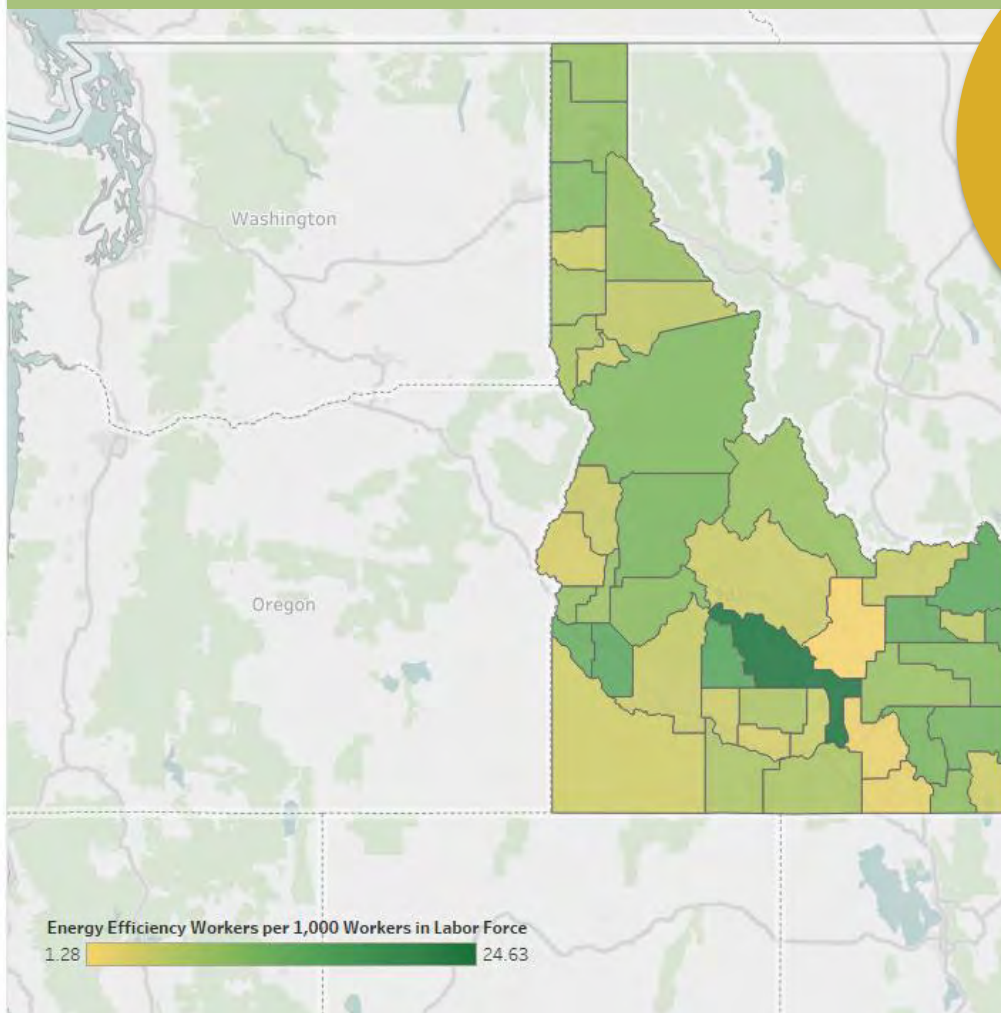 Washington
Oregon
Energy Efficiency Workers per 1,000 Workers in Labor Force
1.28 24.63